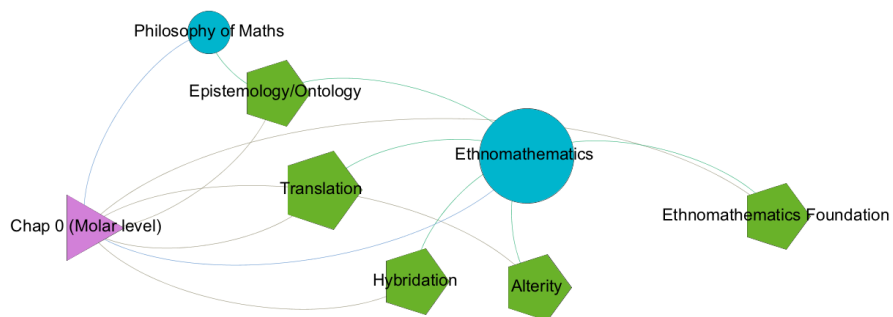 Philosophy of Maths
Epistemology/Ontology
Ethnomathematics
Translation
Chap 0 (Molar level)
Ethnomathematics Foundation
Hybridation
Alterity